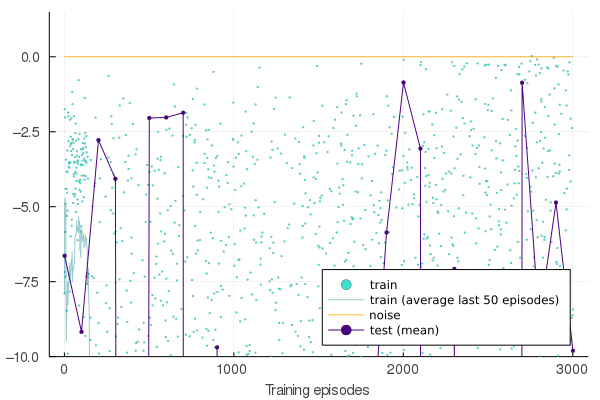 0.0
−2.5
−5.0
−7.5
−10.0
train
train (average last 50 episodes)
noise
test (mean)
0
1000
2000
3000
Training episodes